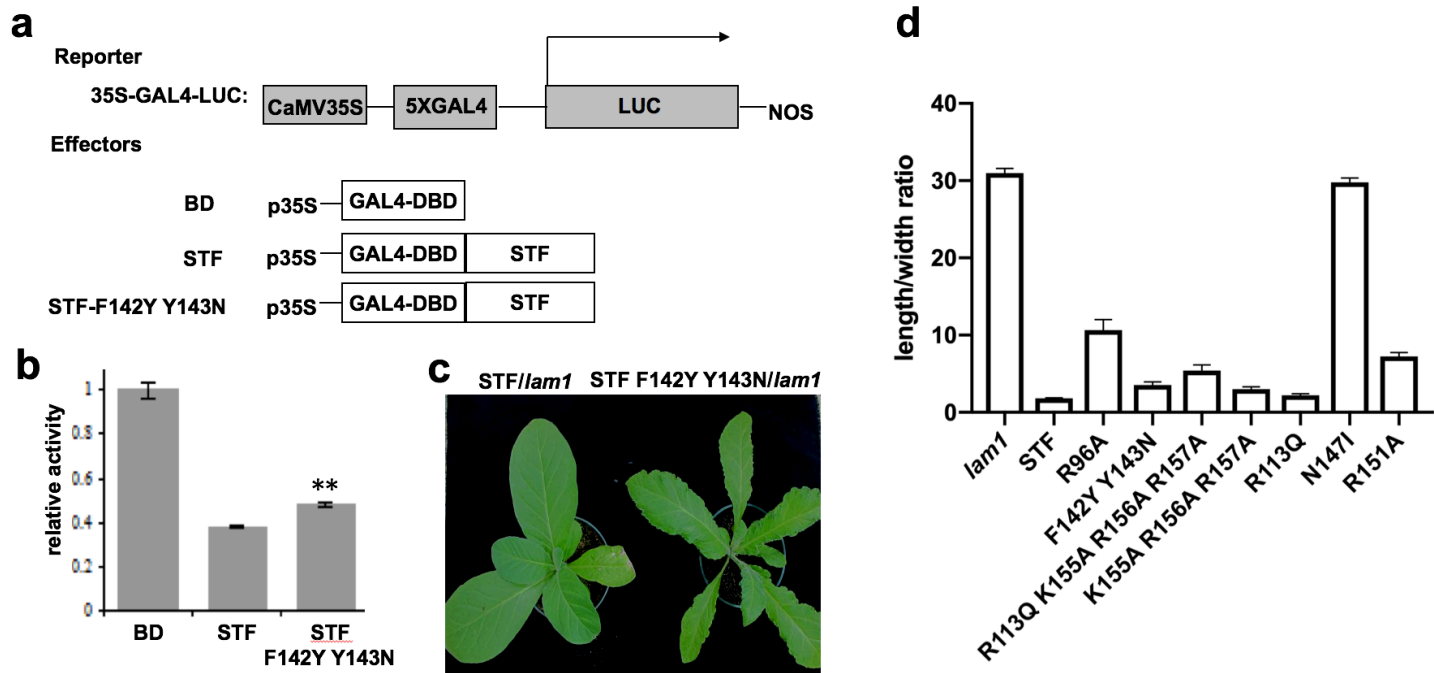 a
Reporter
35S-GAL4-LUC:
CaMV35S
5XGAL4
LUC
NOS
Effectors
BD
p35S
GAL4-DBD
STF
p35S
GAL4-DBD
STF
STF-F142Y Y143N
p35S
GAL4-DBD
STF
b
relative activity
1
0.8
0.6
0.4
0.2
0
**
BD
STF
STF
F142Y Y143N
c
STF/lam1
STF F142Y Y143N/lam1
d
length/width ratio
40
30
20
10
0
lam1
STF
R96A
F142Y Y143N
R113Q K155A R156A R157A
K155A R156A R157A
R113Q
N147I
R151A